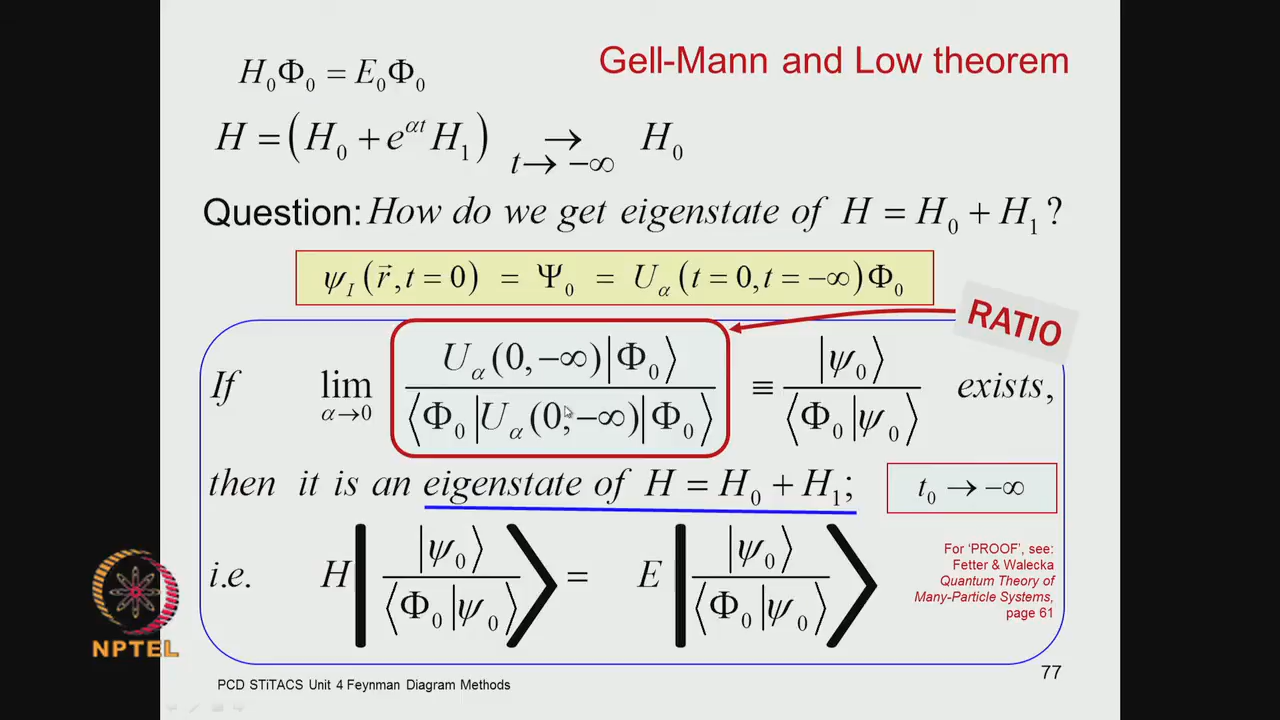 Gell-Mann and Low theorem
H₀Φ₀ = E₀Φ₀
H = (H₀ + e^{αt} H₁) → H₀
t → −∞
Question: How do we get eigenstate of H = H₀ + H₁ ?
ψ_I (r⃗, t = 0) = Ψ₀ = U_α (t = 0, t = −∞) Φ₀
RATIO
If lim_{α→0} U_α(0, −∞)|Φ₀⟩ / ⟨Φ₀|U_α(0, −∞)|Φ₀⟩ ≡ |ψ₀⟩ / ⟨Φ₀|ψ₀⟩ exists,
then it is an eigenstate of H = H₀ + H₁;
t₀ → −∞
i.e. H| |ψ₀⟩ / ⟨Φ₀|ψ₀⟩ ⟩ = E| |ψ₀⟩ / ⟨Φ₀|ψ₀⟩ ⟩
For ‘PROOF’, see:
Fetter & Walecka
Quantum Theory of
Many-Particle Systems,
page 61
NPTEL
77
PCD STiTACS Unit 4 Feynman Diagram Methods